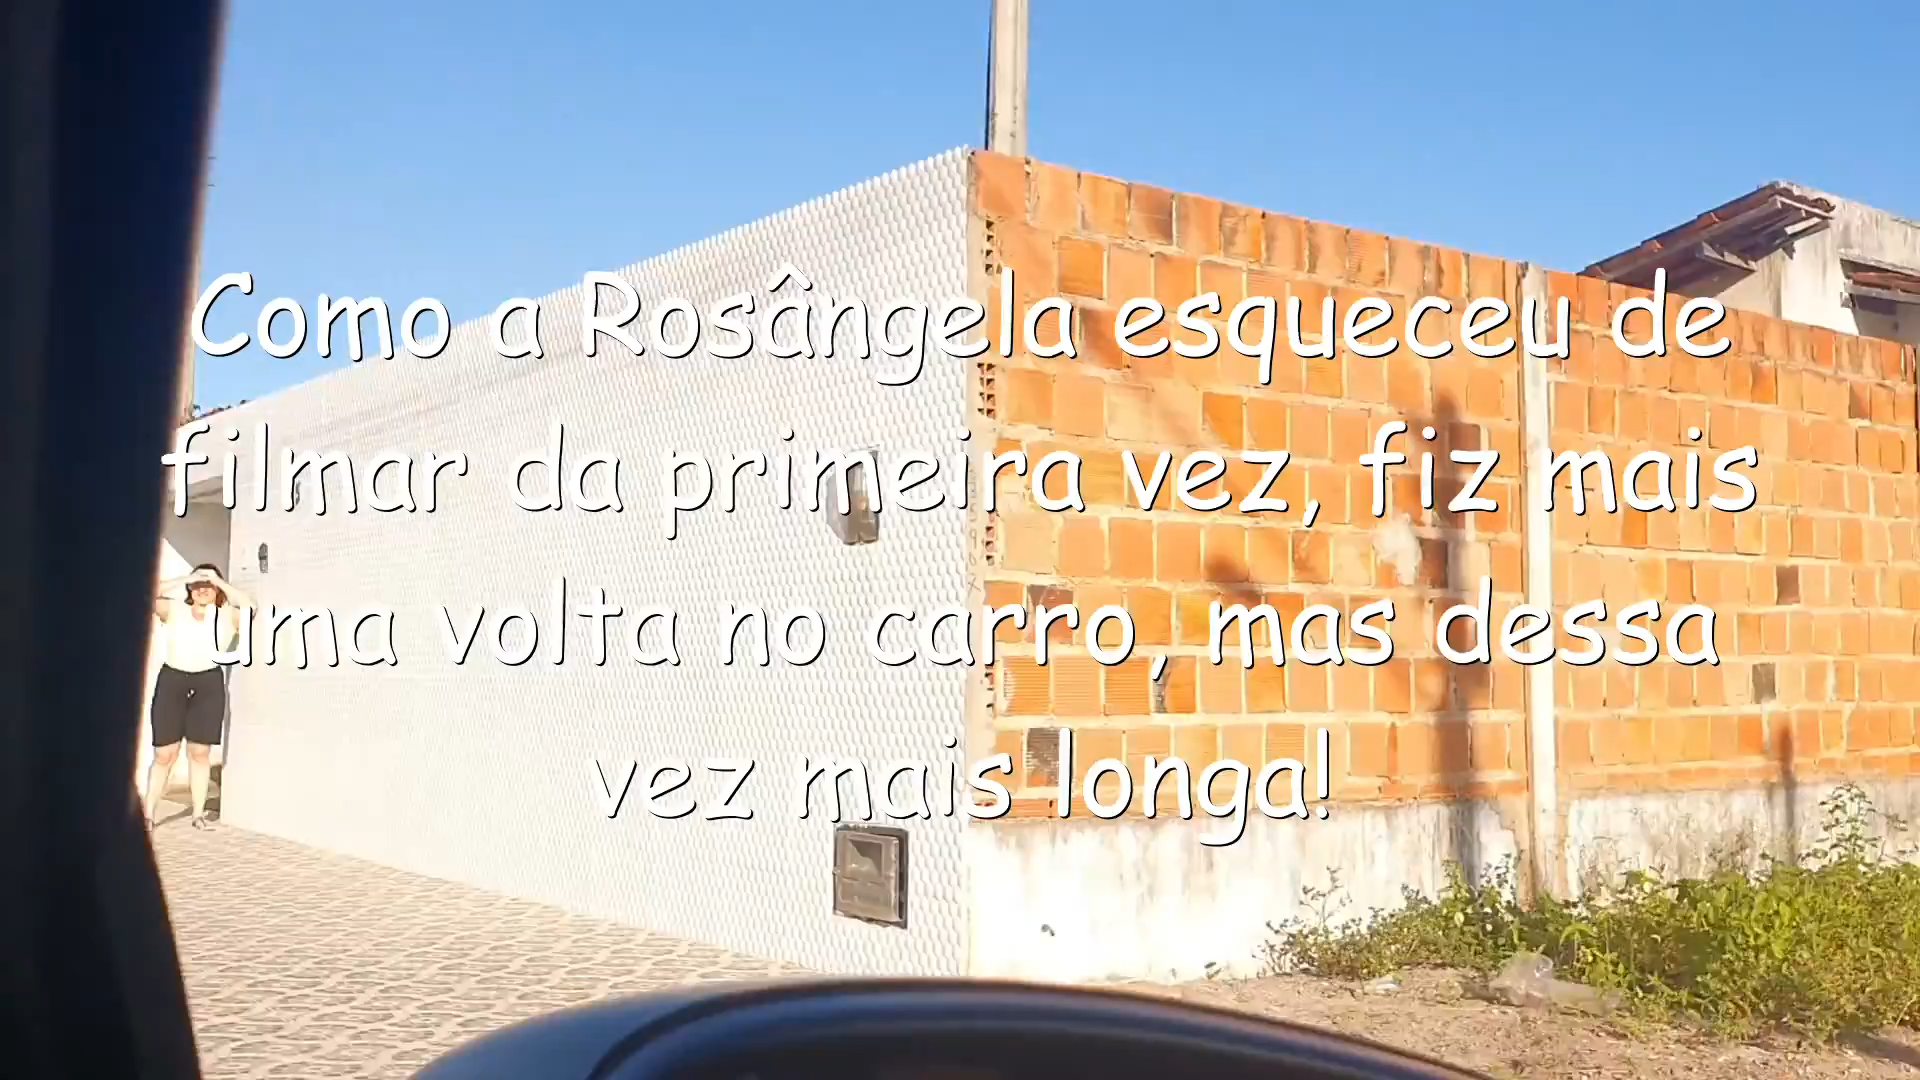 Como a Rosângela esqueceu de
filmar da primeira vez, fiz mais
uma volta no carro, mas dessa
vez mais longa!